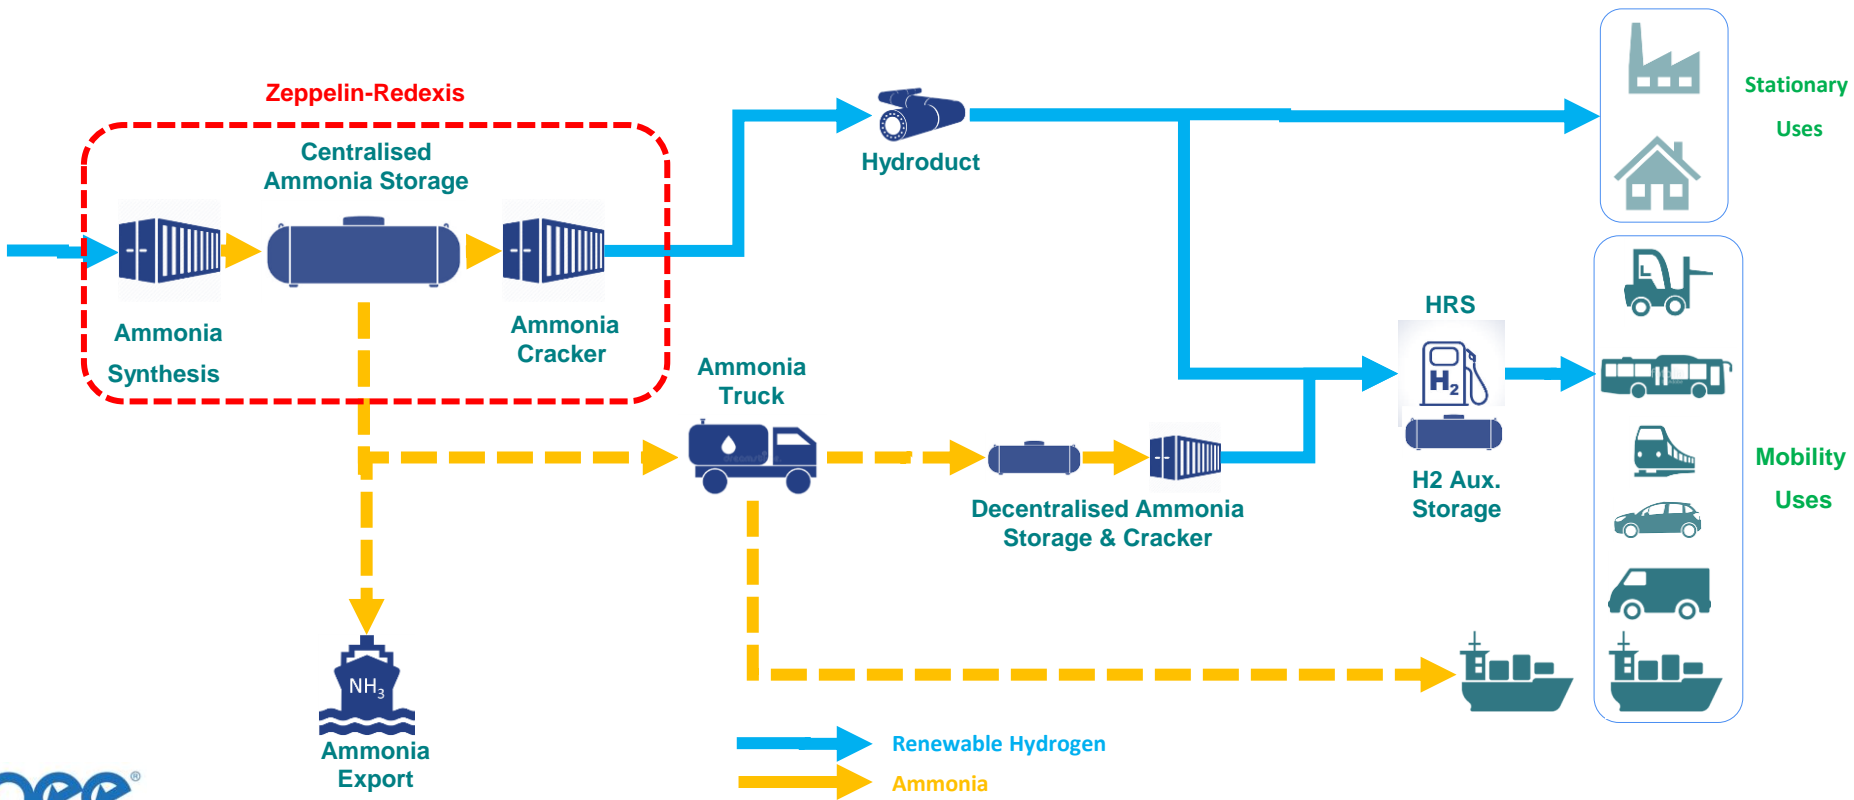 Zeppelin-Redexis
Centralised
Ammonia Storage
Ammonia
Synthesis
Ammonia
Cracker
Hydroduct
Stationary
Uses
Ammonia
Truck
Decentralised Ammonia
Storage & Cracker
HRS
H2
H2 Aux.
Storage
Mobility
Uses
NH3
Ammonia
Export
Renewable Hydrogen
Ammonia